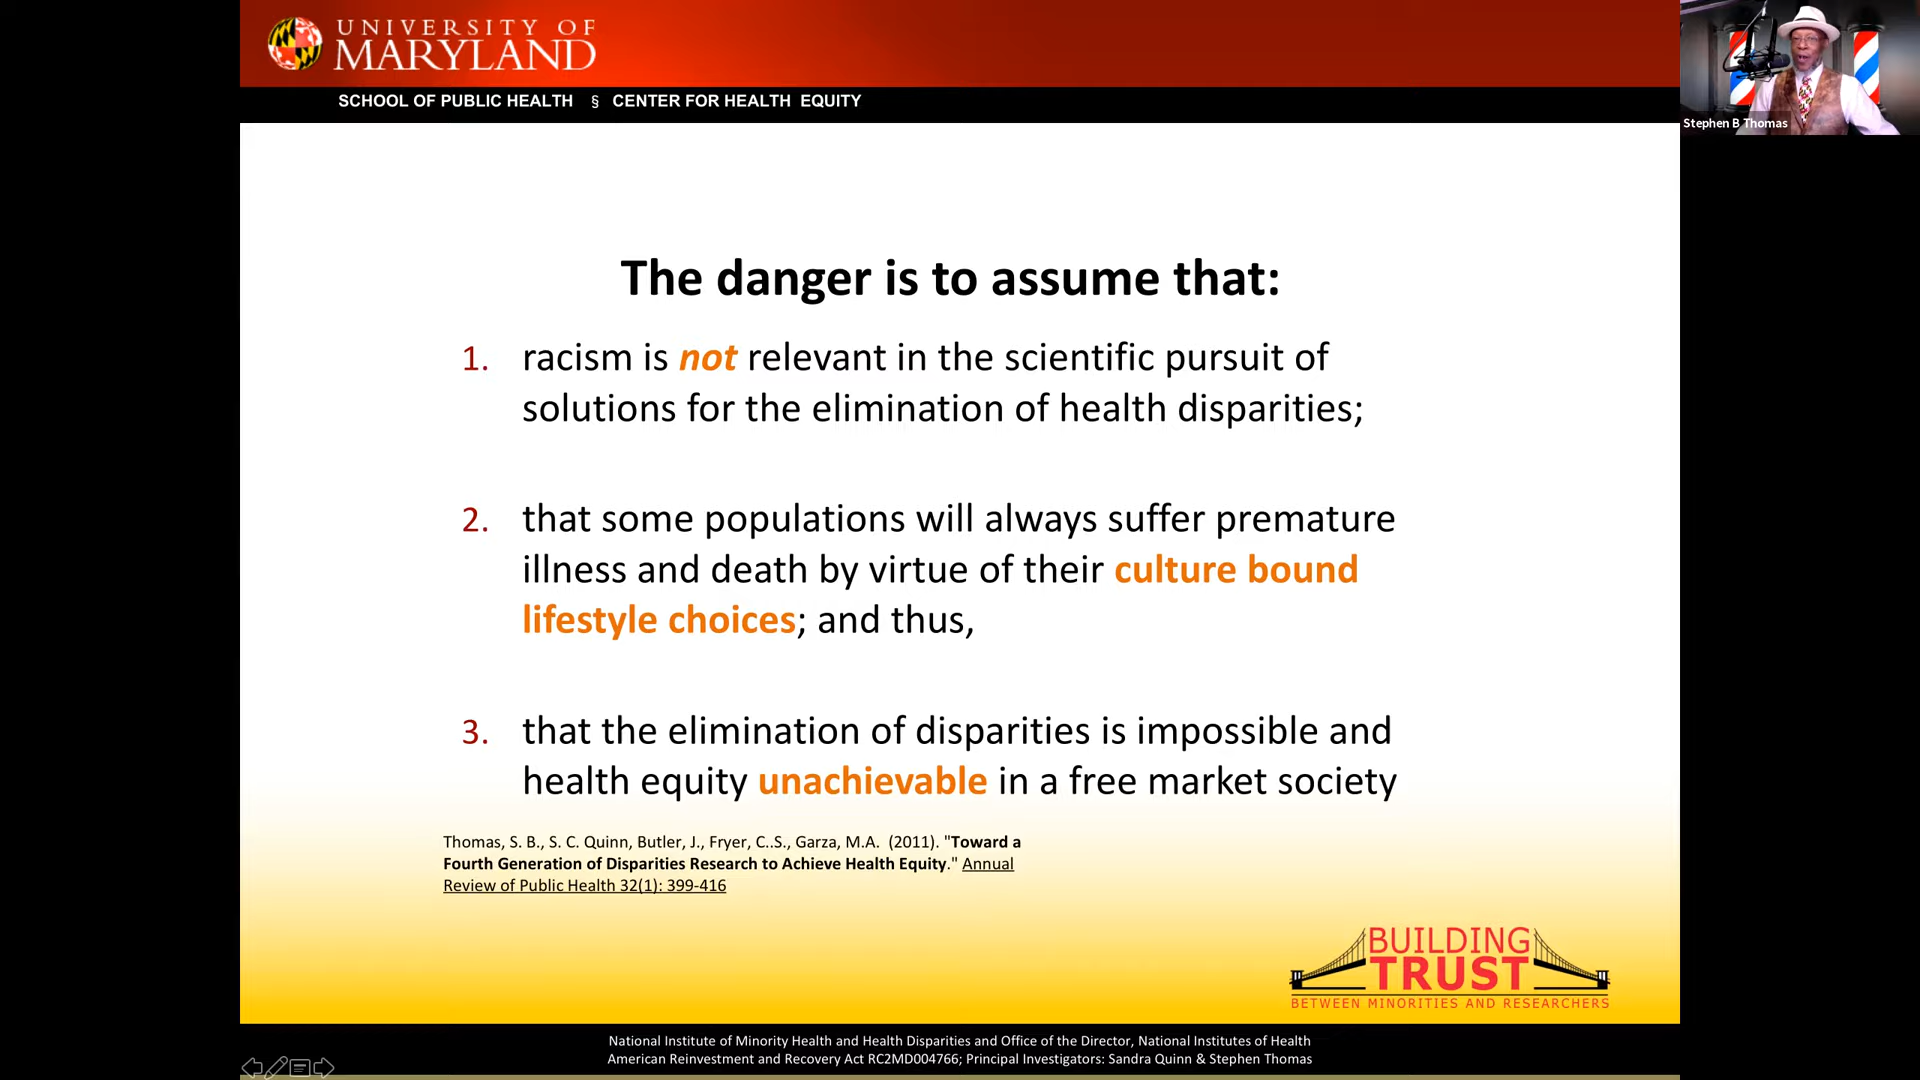 UNIVERSITY OF
MARYLAND
SCHOOL OF PUBLIC HEALTH § CENTER FOR HEALTH EQUITY
Stephen B Thomas
The danger is to assume that:
1. racism is not relevant in the scientific pursuit of
solutions for the elimination of health disparities;
2. that some populations will always suffer premature
illness and death by virtue of their culture bound
lifestyle choices; and thus,
3. that the elimination of disparities is impossible and
health equity unachievable in a free market society
Thomas, S. B., S. C. Quinn, Butler, J., Fryer, C..S., Garza, M.A. (2011). "Toward a
Fourth Generation of Disparities Research to Achieve Health Equity." Annual
Review of Public Health 32(1): 399-416
BUILDING
TRUST
BETWEEN MINORITIES AND RESEARCHERS
National Institute of Minority Health and Health Disparities and Office of the Director, National Institutes of Health
American Reinvestment and Recovery Act RC2MD004766; Principal Investigators: Sandra Quinn & Stephen Thomas